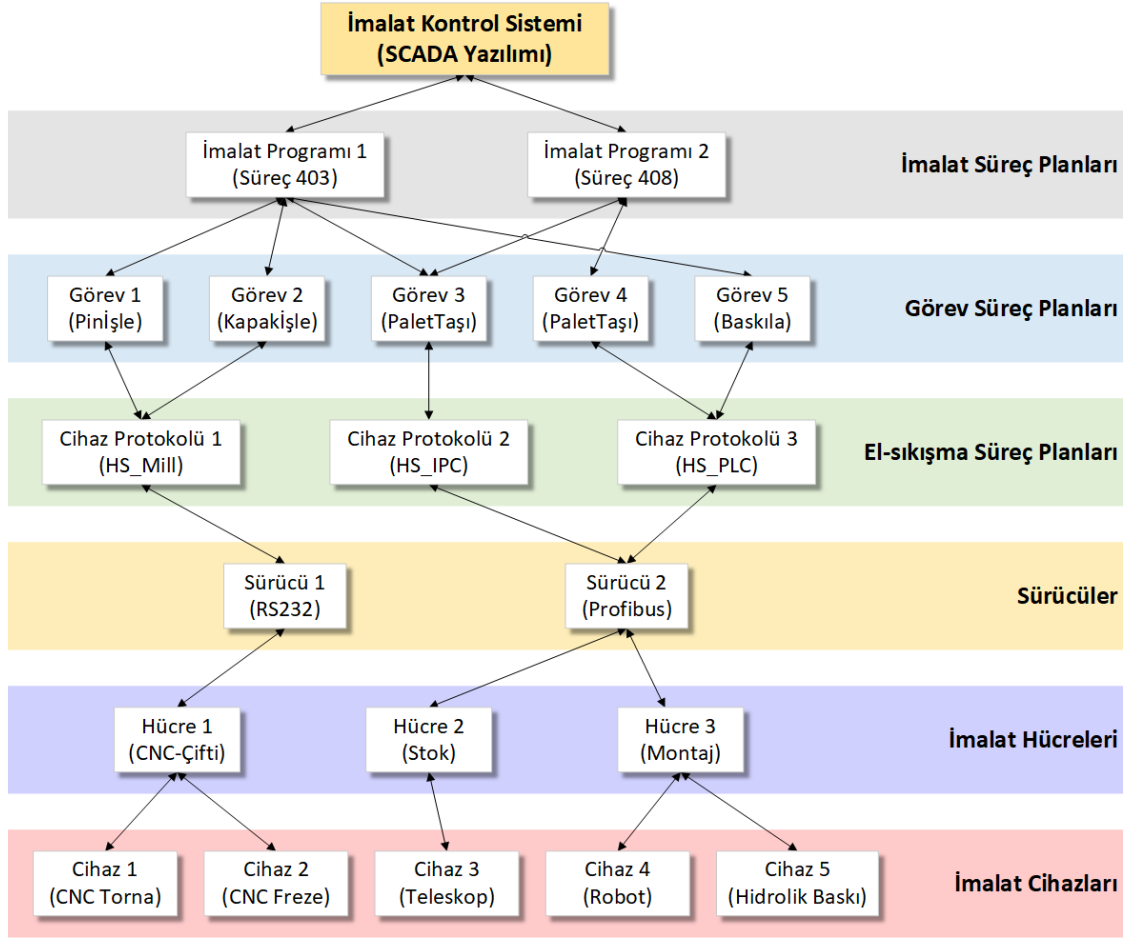 İmalat Kontrol Sistemi
(SCADA Yazılımı)
İmalat Programı 1
(Süreç 403)
İmalat Programı 2
(Süreç 408)
İmalat Süreç Planları
Görev 1
(Pinİşle)
Görev 2
(Kapakİşle)
Görev 3
(PaletTaşı)
Görev 4
(PaletTaşı)
Görev 5
(Baskıla)
Görev Süreç Planları
Cihaz Protokolü 1
(HS_Mill)
Cihaz Protokolü 2
(HS_IPC)
Cihaz Protokolü 3
(HS_PLC)
El-sıkışma Süreç Planları
Sürücü 1
(RS232)
Sürücü 2
(Profibus)
Sürücüler
Hücre 1
(CNC-Çifti)
Hücre 2
(Stok)
Hücre 3
(Montaj)
İmalat Hücreleri
Cihaz 1
(CNC Torna)
Cihaz 2
(CNC Freze)
Cihaz 3
(Teleskop)
Cihaz 4
(Robot)
Cihaz 5
(Hidrolik Baskı)
İmalat Cihazları